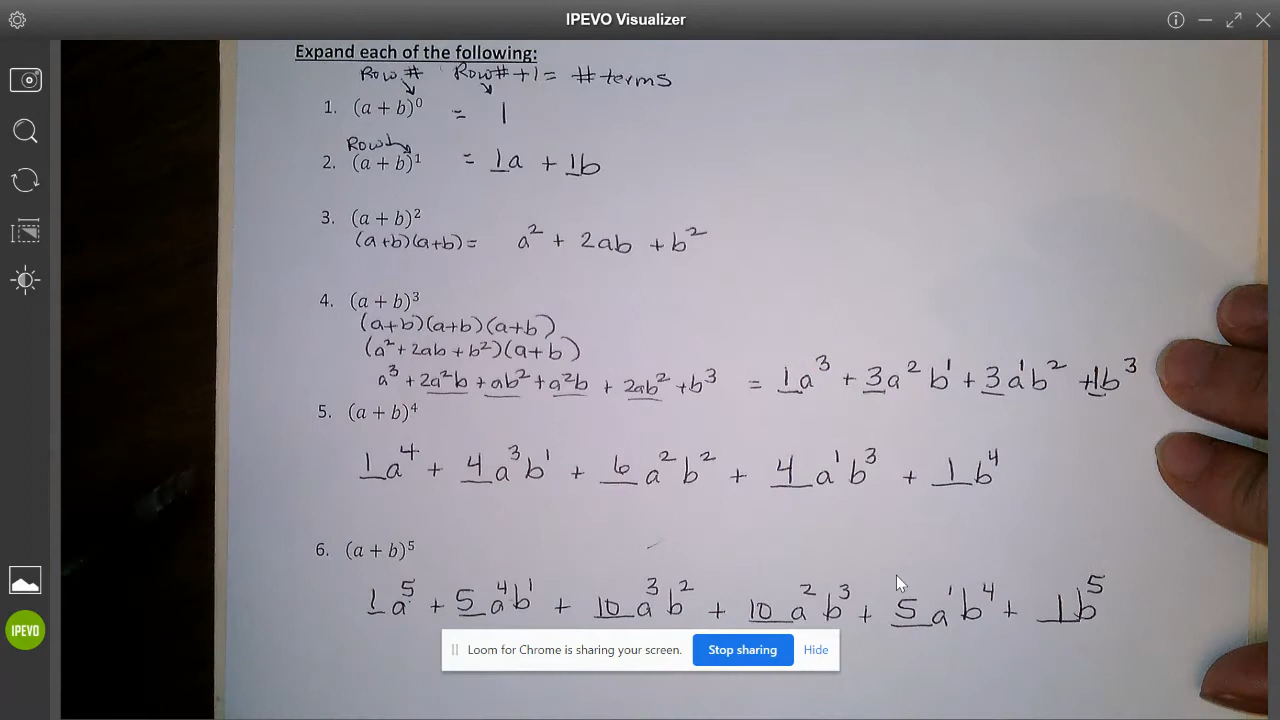 IPEVO Visualizer
Expand each of the following:
Row # Row# +1 = # terms
1. (a + b)⁰ = 1
Row 1
2. (a + b)¹ = 1a + 1b
3. (a + b)²
(a+b)(a+b) = a² + 2ab + b²
4. (a + b)³
(a+b)(a+b)(a+b)
(a²+2ab+b²)(a+b)
a³ + 2a²b + ab² + a²b + 2ab² + b³ = 1a³ + 3a²b¹ + 3a¹b² + 1b³
5. (a + b)⁴
1a⁴ + 4a³b¹ + 6a²b² + 4a¹b³ + 1b⁴
6. (a + b)⁵
1a⁵ + 5a⁴b¹ + 10a³b² + 10a²b³ + 5a¹b⁴ + 1b⁵
IPEVO
Loom for Chrome is sharing your screen. Stop sharing Hide